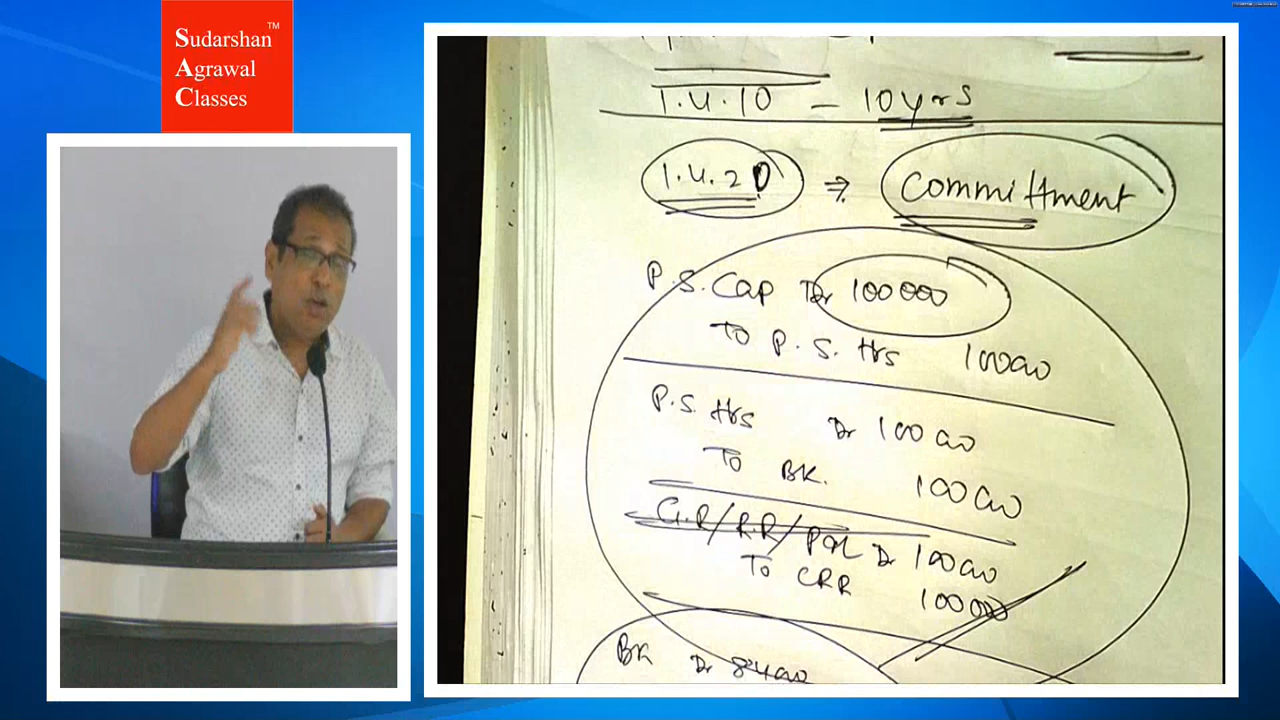 Sudarshan™
Agrawal
Classes
1.4.10 - 10 yrs
1.4.20 ⇒ Committment
P.S. Cap Dr 100000
To P.S. Hrs 100000
P.S. Hrs Dr 100000
To BK. 100000
G.R/R.R/P&L Dr 100000
To CRR 100000
BK Dr 84000